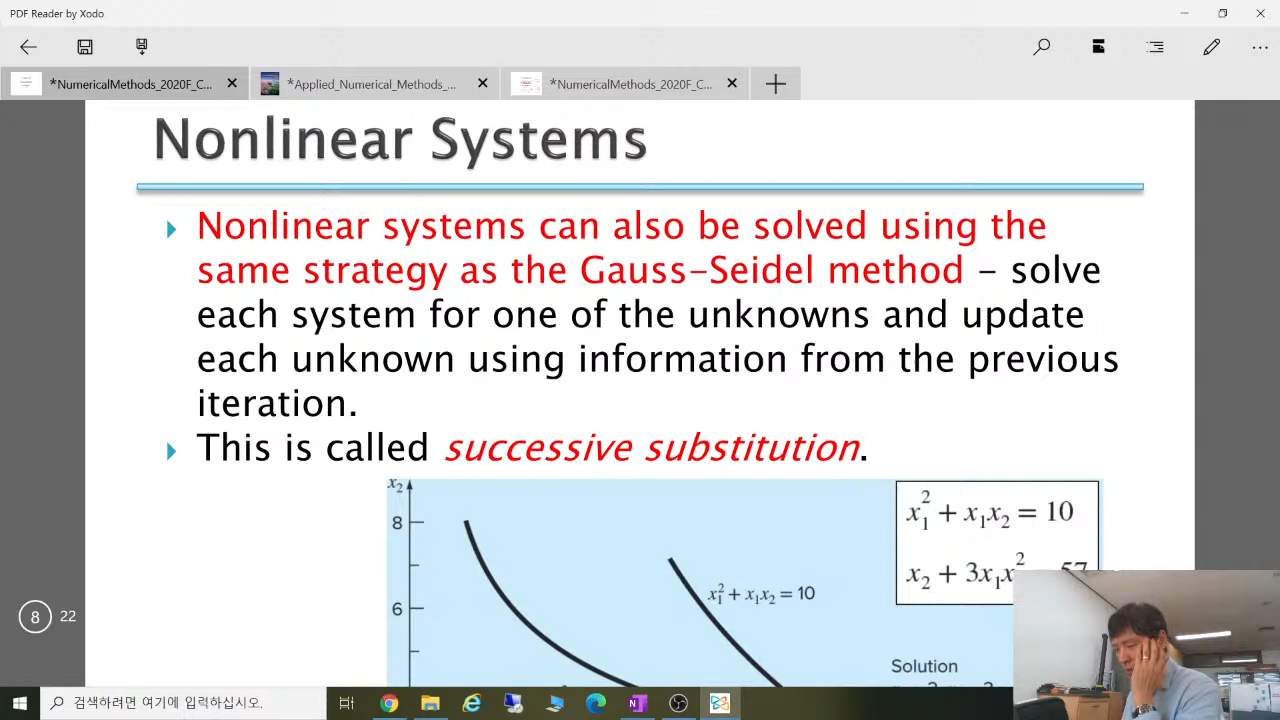 PDF Reader by Xodo
*NumericalMethods_2020F_C...
*Applied_Numerical_Methods_...
*NumericalMethods_2020F_C...
Nonlinear Systems
Nonlinear systems can also be solved using the
same strategy as the Gauss-Seidel method - solve
each system for one of the unknowns and update
each unknown using information from the previous
iteration.
This is called successive substitution.
x₂
8
6
x₁² + x₁x₂ = 10
x₁² + x₁x₂ = 10
x₂ + 3x₁x₂² = 57
Solution
8 22
검색하려면 여기에 입력하십시오.